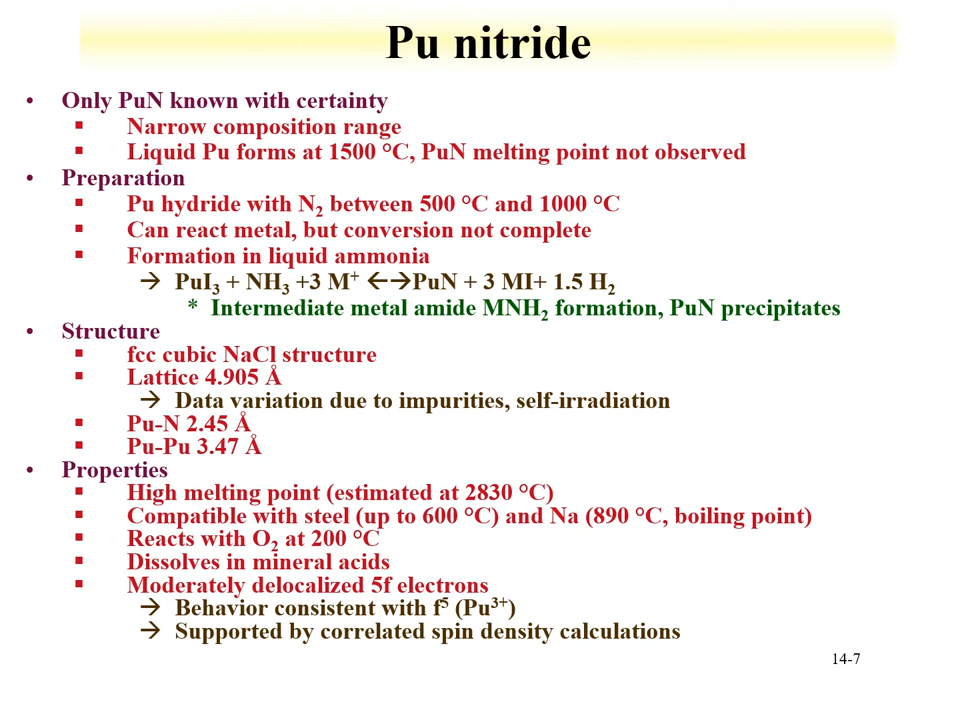 Pu nitride
• Only PuN known with certainty
▪ Narrow composition range
▪ Liquid Pu forms at 1500 °C, PuN melting point not observed
• Preparation
▪ Pu hydride with N₂ between 500 °C and 1000 °C
▪ Can react metal, but conversion not complete
▪ Formation in liquid ammonia
→ PuI₃ + NH₃ +3 M⁺ ←→PuN + 3 MI+ 1.5 H₂
* Intermediate metal amide MNH₂ formation, PuN precipitates
• Structure
▪ fcc cubic NaCl structure
▪ Lattice 4.905 Å
→ Data variation due to impurities, self-irradiation
▪ Pu-N 2.45 Å
▪ Pu-Pu 3.47 Å
• Properties
▪ High melting point (estimated at 2830 °C)
▪ Compatible with steel (up to 600 °C) and Na (890 °C, boiling point)
▪ Reacts with O₂ at 200 °C
▪ Dissolves in mineral acids
▪ Moderately delocalized 5f electrons
→ Behavior consistent with f⁵ (Pu³⁺)
→ Supported by correlated spin density calculations
14-7